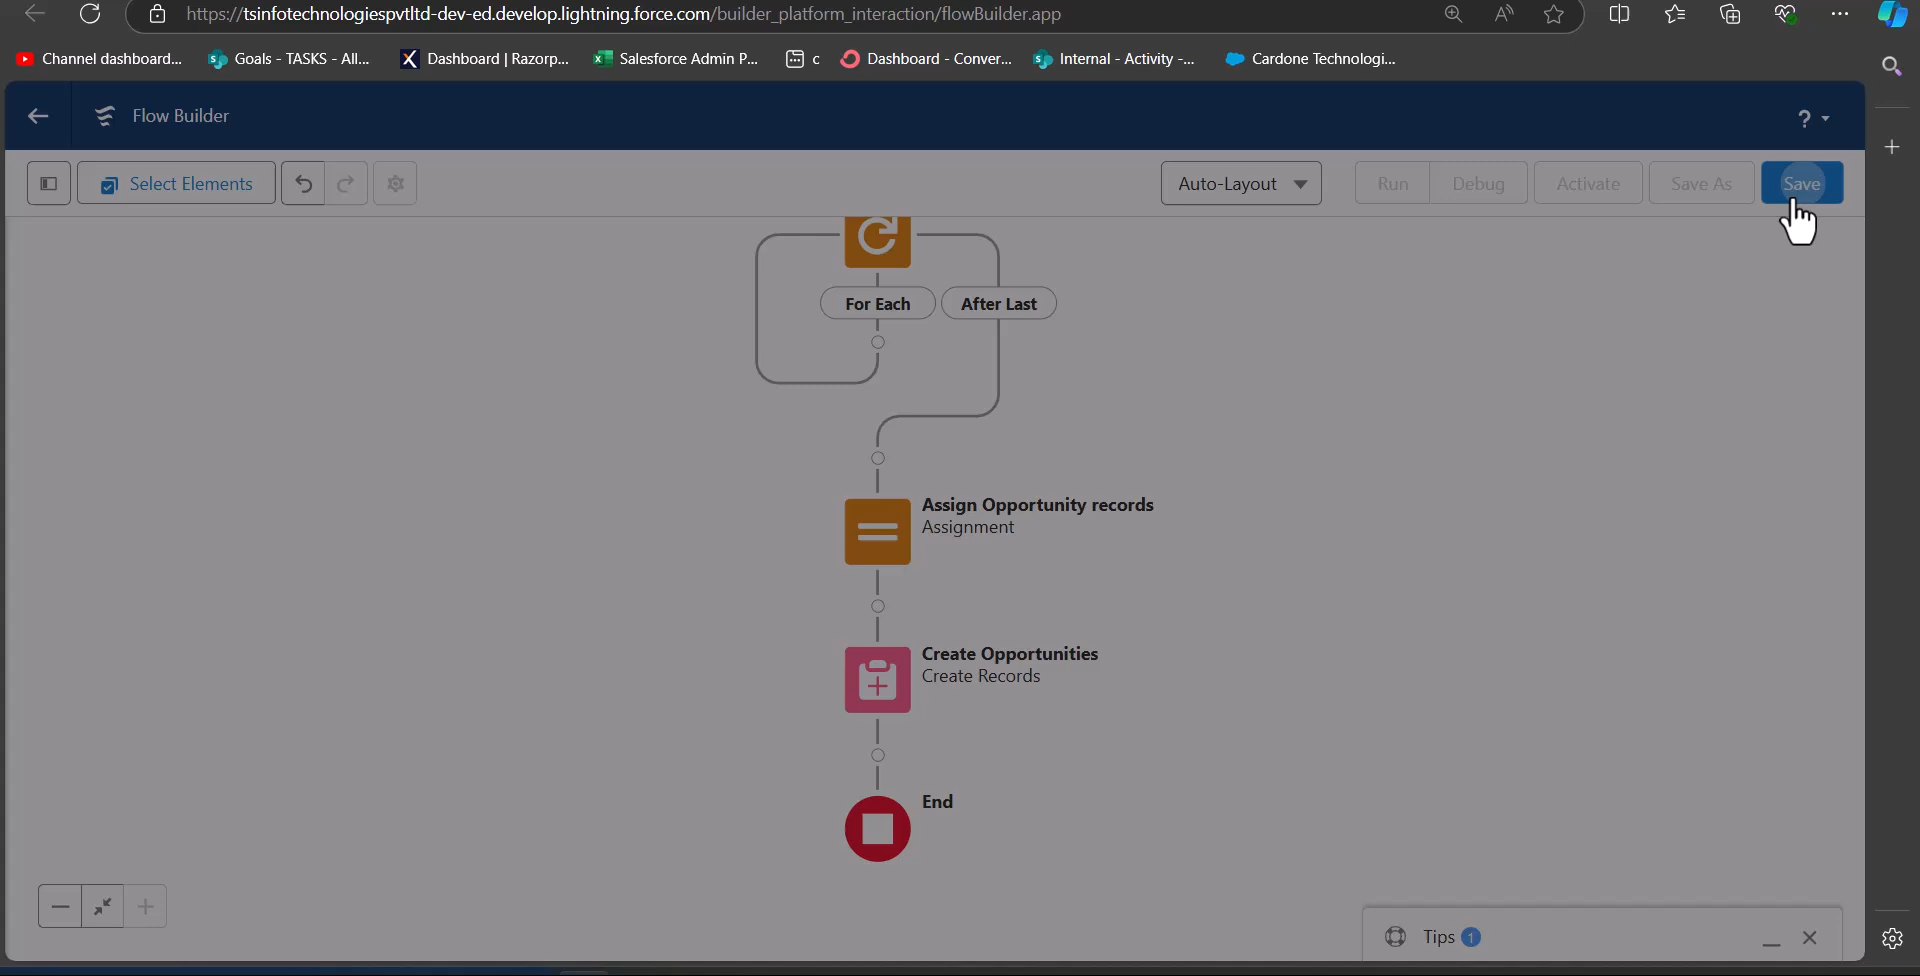 https://tsinfotechnologiespvtltd-dev-ed.develop.lightning.force.com/builder_platform_interaction/flowBuilder.app
Channel dashboard... Goals - TASKS - All... Dashboard | Razorp... Salesforce Admin P... c Dashboard - Conver... Internal - Activity -... Cardone Technologi...
Flow Builder ?
Select Elements Auto-Layout Run Debug Activate Save As Save
For Each After Last
Assign Opportunity records
Assignment
Create Opportunities
Create Records
End
Tips 1